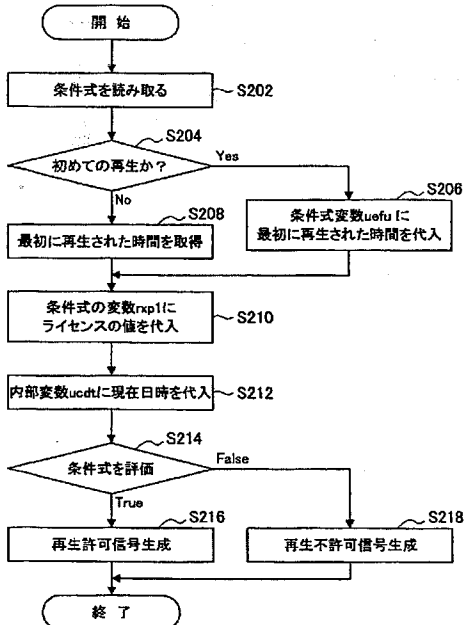 開 始
条件式を読み取る
S202
S204
初めての再生か？
Yes
No
S206
条件式変数uefuに
最初に再生された時間を代入
S208
最初に再生された時間を取得
条件式の変数rxp1に
ライセンスの値を代入
S210
内部変数ucdtに現在日時を代入
S212
S214
条件式を評価
False
True
S216
再生許可信号生成
S218
再生不許可信号生成
終 了